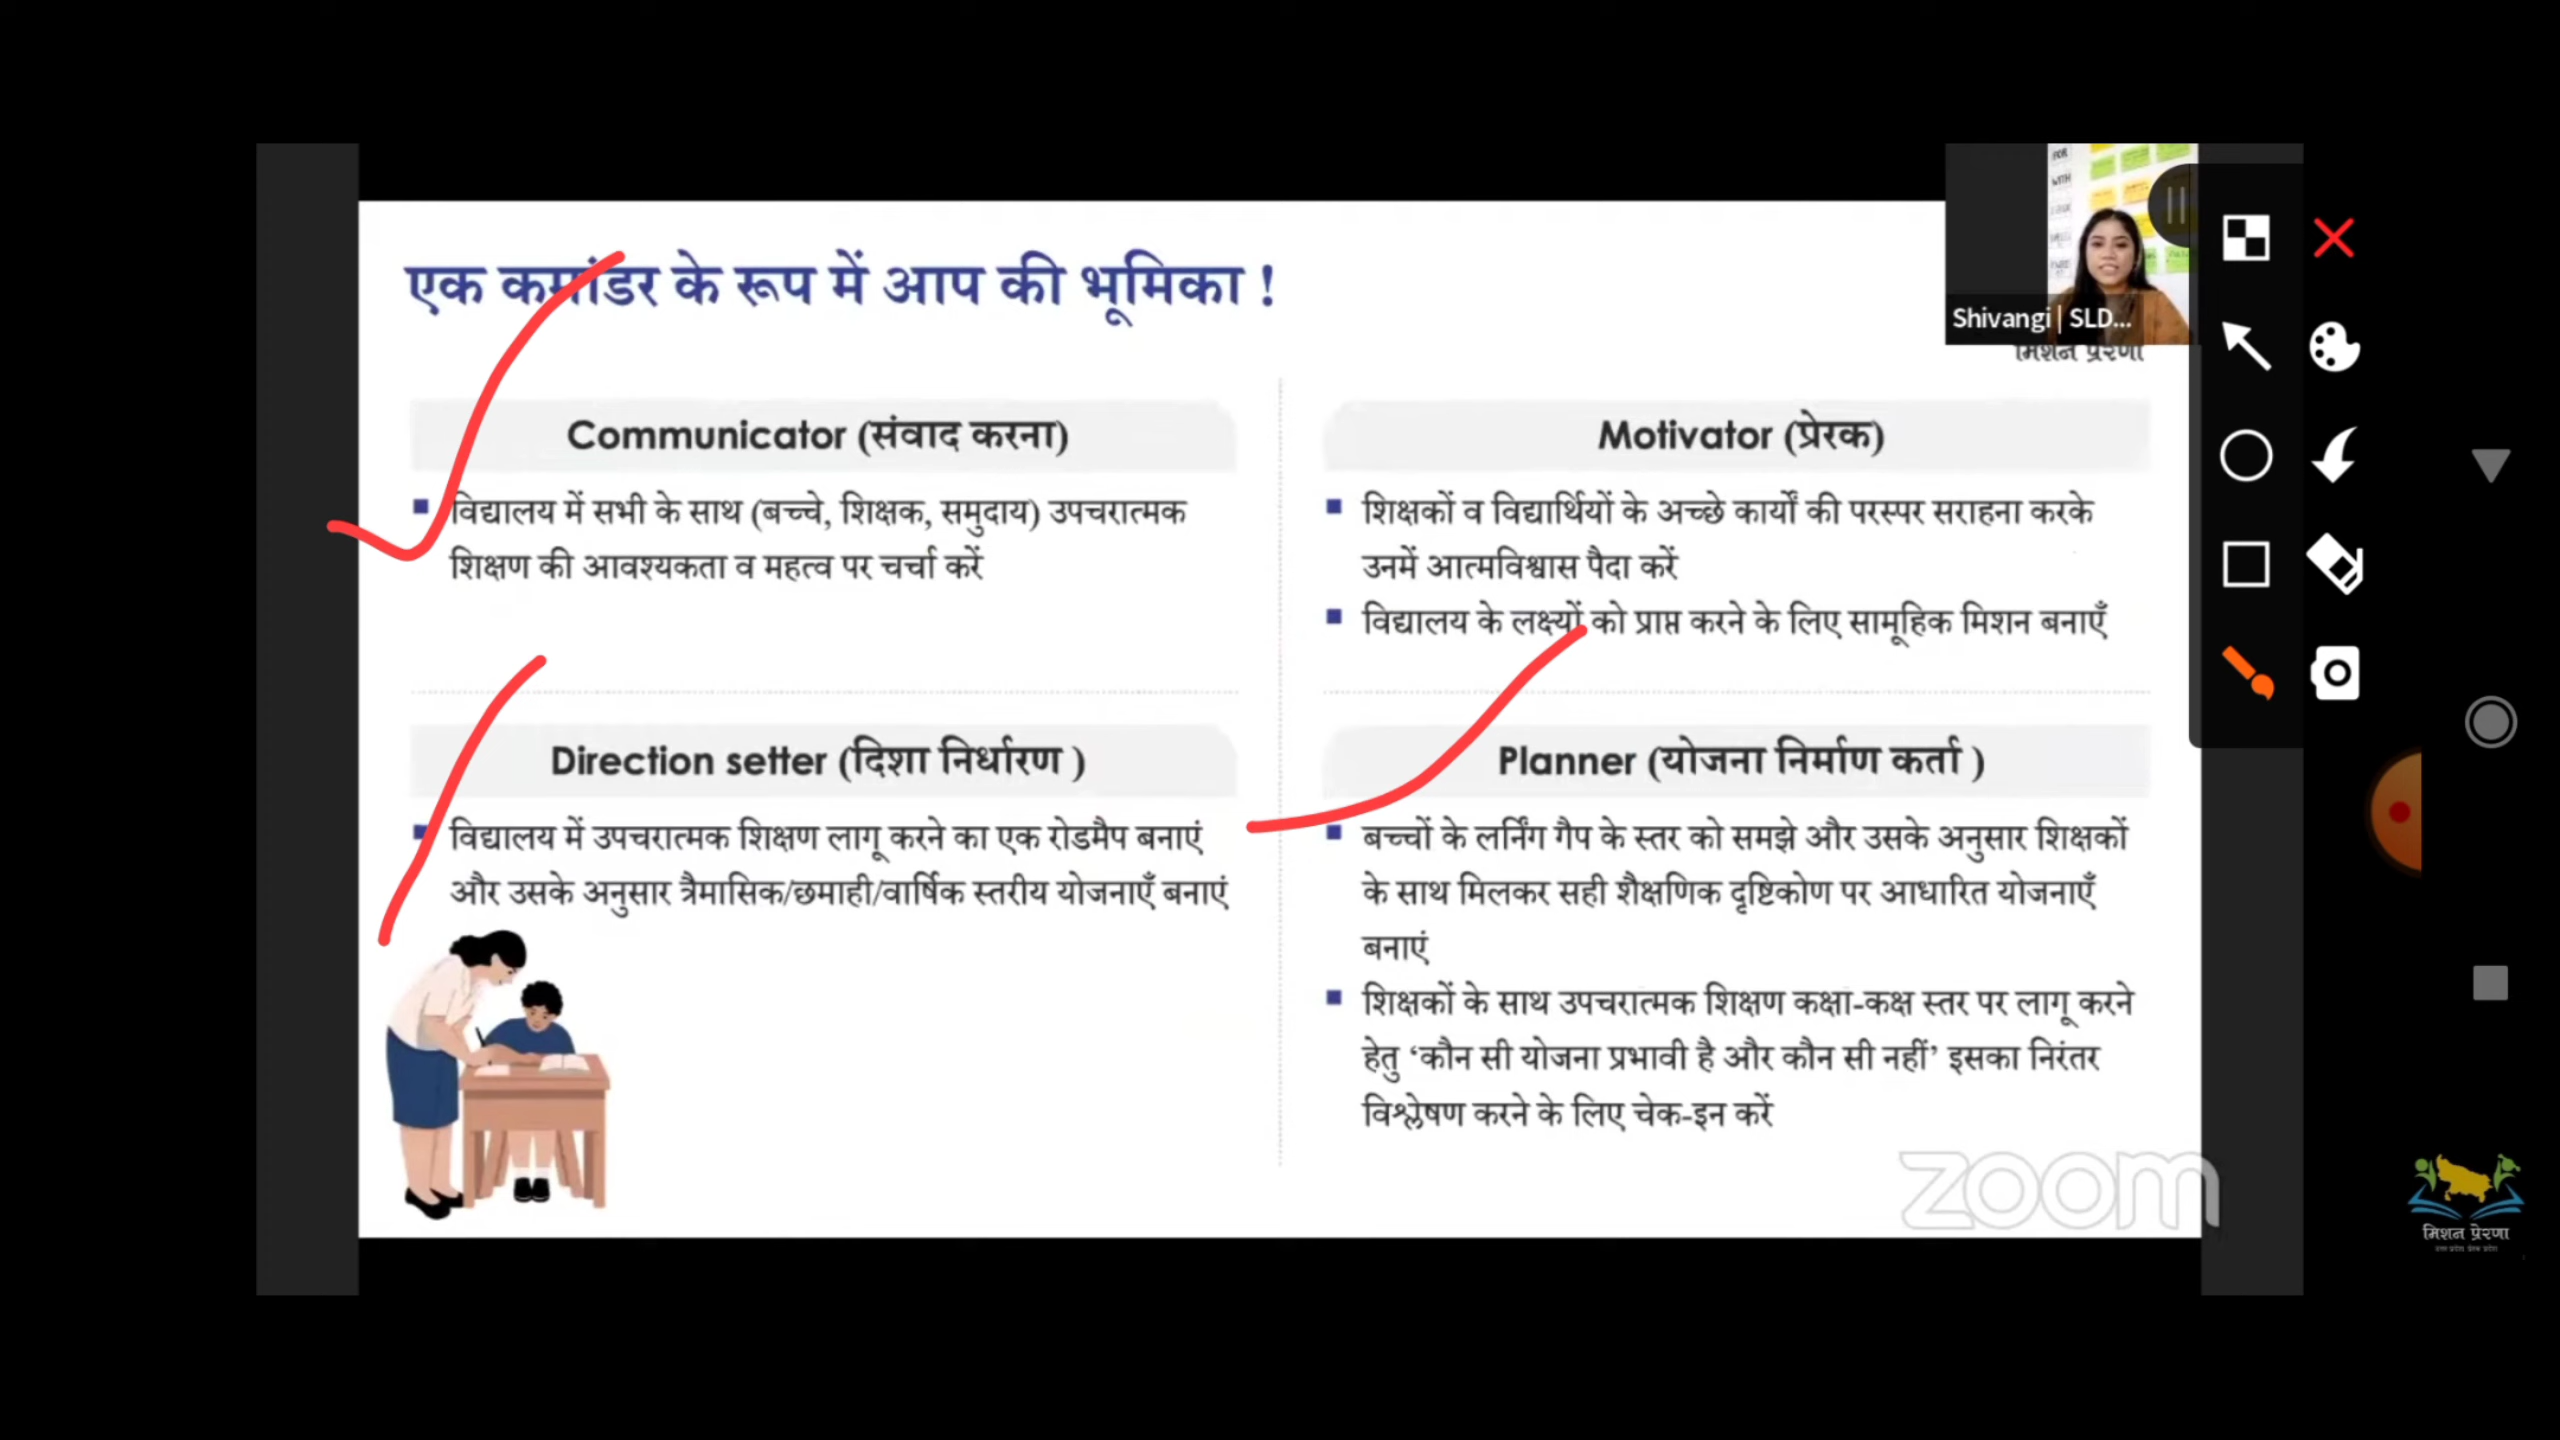 एक कमांडर के रूप में आप की भूमिका !
Shivangi | SLD...
मिशन प्रेरणा
Communicator (संवाद करना)
विद्यालय में सभी के साथ (बच्चे, शिक्षक, समुदाय) उपचरात्मक
शिक्षण की आवश्यकता व महत्व पर चर्चा करें
Motivator (प्रेरक)
शिक्षकों व विद्यार्थियों के अच्छे कार्यों की परस्पर सराहना करके
उनमें आत्मविश्वास पैदा करें
विद्यालय के लक्ष्यों को प्राप्त करने के लिए सामूहिक मिशन बनाएँ
Direction setter (दिशा निर्धारण )
विद्यालय में उपचरात्मक शिक्षण लागू करने का एक रोडमैप बनाएं
और उसके अनुसार त्रैमासिक/छमाही/वार्षिक स्तरीय योजनाएँ बनाएं
Planner (योजना निर्माण कर्ता )
बच्चों के लर्निंग गैप के स्तर को समझे और उसके अनुसार शिक्षकों
के साथ मिलकर सही शैक्षणिक दृष्टिकोण पर आधारित योजनाएँ
बनाएं
शिक्षकों के साथ उपचरात्मक शिक्षण कक्षा-कक्ष स्तर पर लागू करने
हेतु ‘कौन सी योजना प्रभावी है और कौन सी नहीं’ इसका निरंतर
विश्लेषण करने के लिए चेक-इन करें
zoom
मिशन प्रेरणा